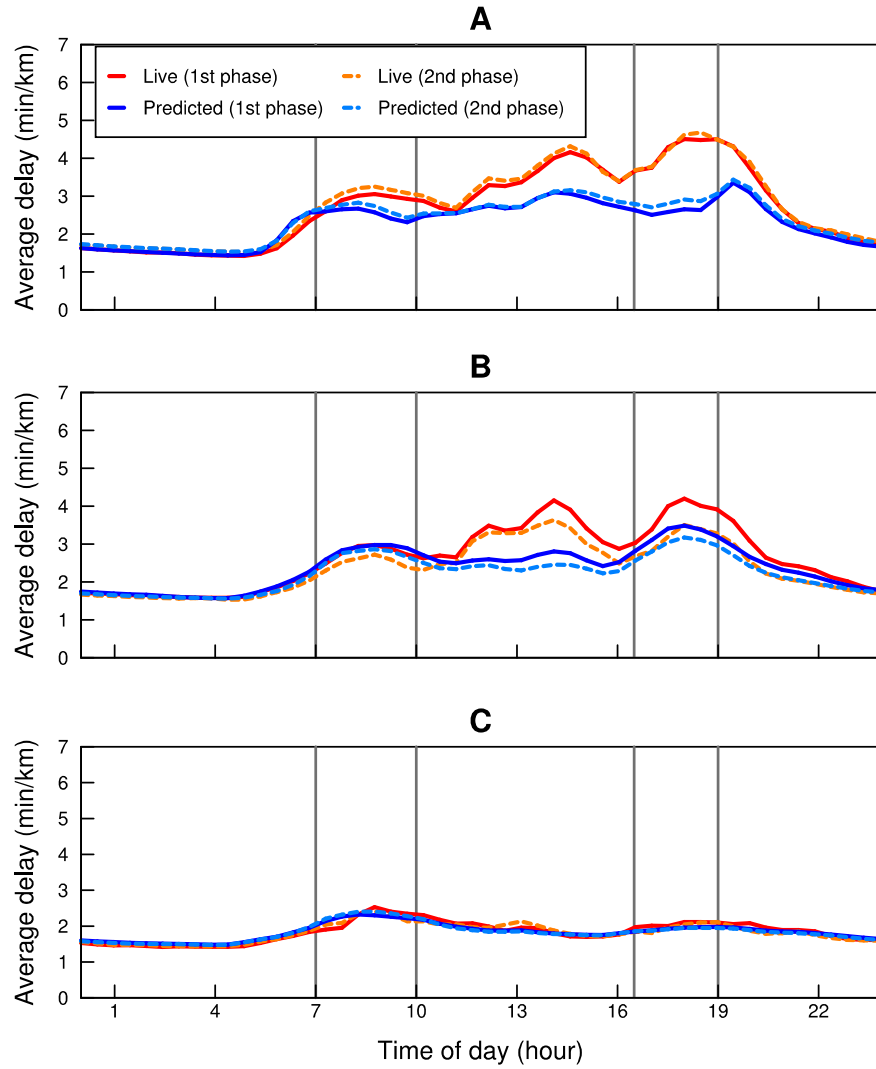 A
Average delay (min/km)
7
6
5
4
3
2
1
0
Live (1st phase)
Live (2nd phase)
Predicted (1st phase)
Predicted (2nd phase)
B
Average delay (min/km)
7
6
5
4
3
2
1
0
C
Average delay (min/km)
7
6
5
4
3
2
1
0
1 4 7 10 13 16 19 22
Time of day (hour)